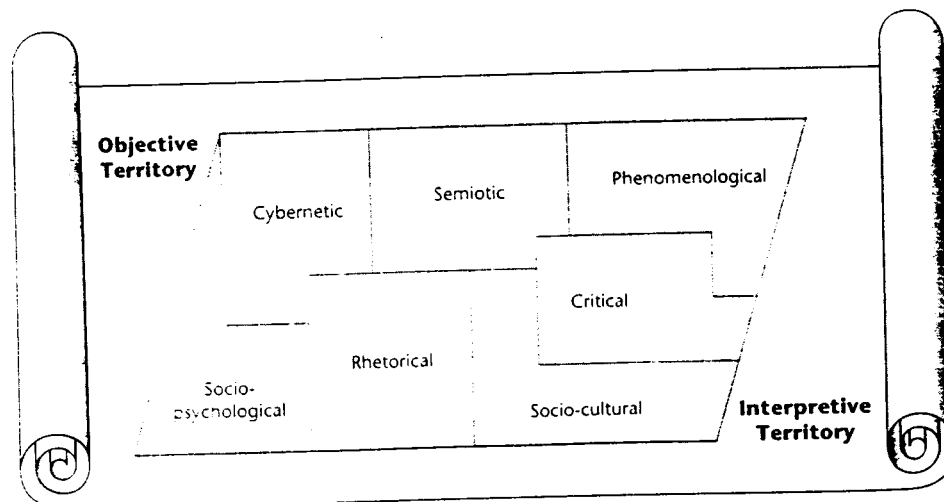 Objective
Territory
Cybernetic
Semiotic
Phenomenological
Critical
Rhetorical
Socio-
psychological
Socio-cultural
Interpretive
Territory